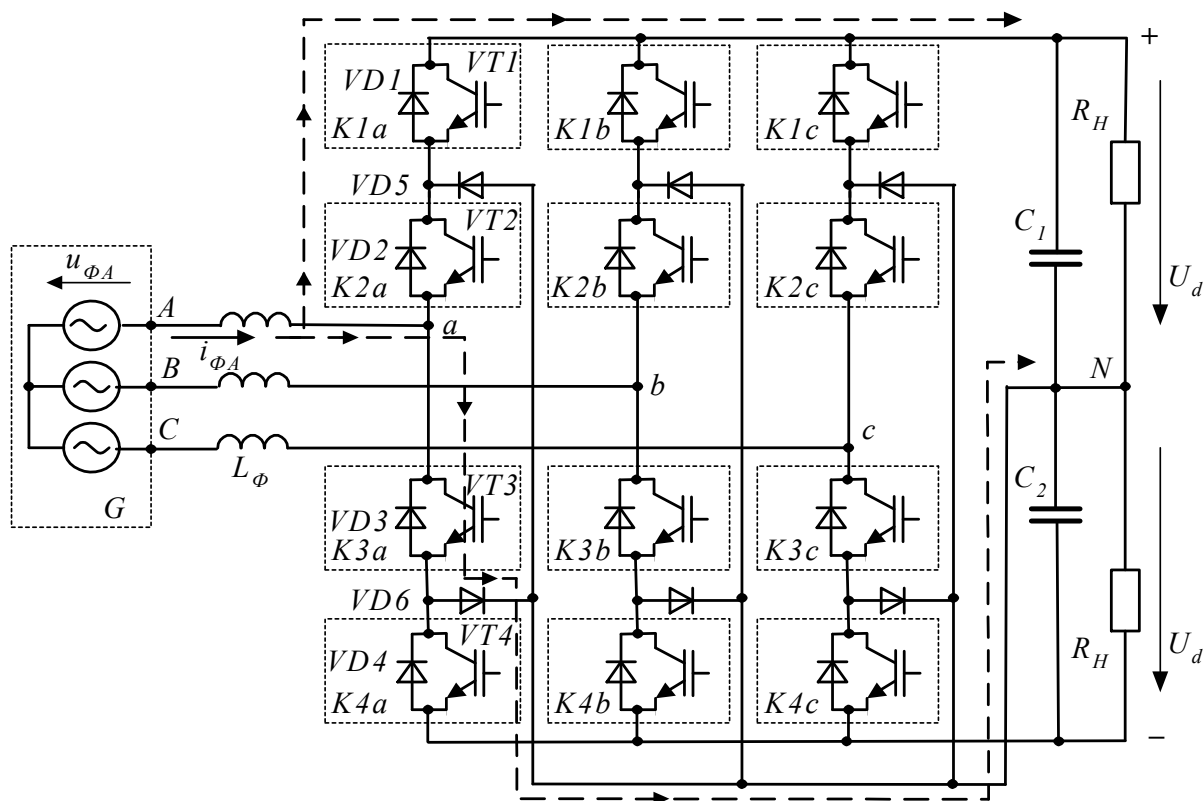 VD1 VT1 K1a K1b K1c +
R_H
VD5
VD2 VT2 K2a K2b K2c
C_1 U_d
u_ΦA
A a
i_ΦA
B b N
C c
L_Φ
G
VD3 VT3 K3a K3b K3c
C_2
VD6
VD4 VT4 K4a K4b K4c
R_H U_d
−